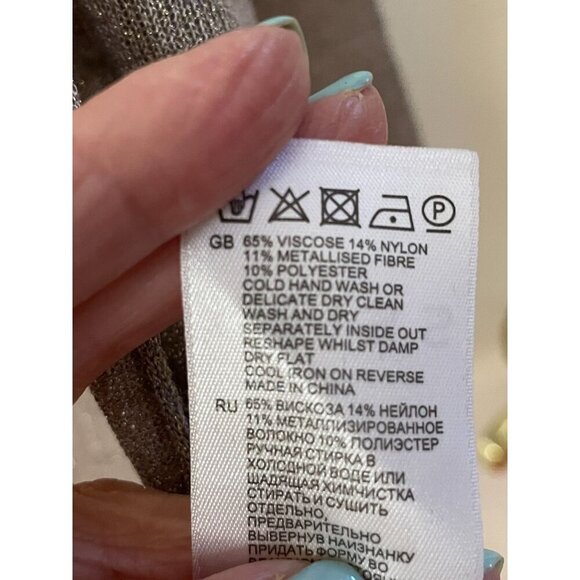 P
GB 65% VISCOSE 14% NYLON
11% METALLISED FIBRE
10% POLYESTER
COLD HAND WASH OR
DELICATE DRY CLEAN
WASH AND DRY
SEPARATELY INSIDE OUT
RESHAPE WHILST DAMP
DRY FLAT
COOL IRON ON REVERSE
MADE IN CHINA
RU 65% ВИСКОЗА 14% НЕЙЛОН
11% МЕТАЛЛИЗИРОВАННОЕ
ВОЛОКНО 10% ПОЛИЭСТЕР
РУЧНАЯ СТИРКА В
ХОЛОДНОЙ ВОДЕ ИЛИ
ЩАДЯЩАЯ ХИМЧИСТКА
СТИРАТЬ И СУШИТЬ
ОТДЕЛЬНО
ПРЕДВАРИТЕЛЬНО
ВЫВЕРНУВ НАИЗНАНКУ
ПРИДАТЬ ФОРМУ ВО